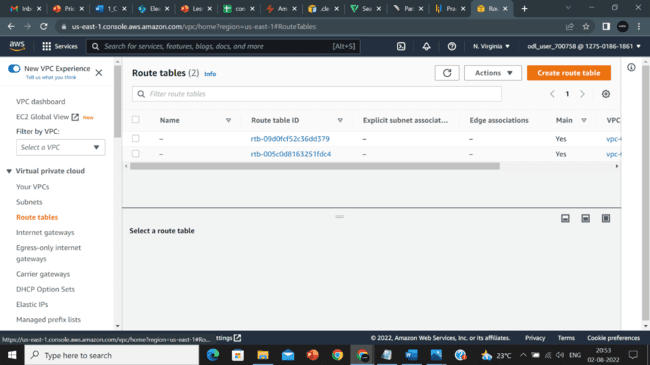 Inb
Pric
1_C
Ele
Les
con
Am
.cle
Sec
Par
Pra
Rou
us-east-1.console.aws.amazon.com/vpc/home?region=us-east-1#RouteTables:
aws
Services
Search for services, features, blogs, docs, and more
[Alt+S]
N. Virginia
odl_user_700758 @ 1275-0186-1861
New VPC Experience
Tell us what you think
VPC dashboard
EC2 Global View
New
Filter by VPC:
Select a VPC
Virtual private cloud
Your VPCs
Subnets
Route tables
Internet gateways
Egress-only internet
gateways
Carrier gateways
DHCP Option Sets
Elastic IPs
Managed prefix lists
Route tables (2) Info
Actions
Create route table
Filter route tables
1
Name Route table ID Explicit subnet associat... Edge associations Main VPC
– rtb-09d0fcf52c36dd379 – – Yes vpc-
– rtb-005c0d8163251fdc4 – – Yes vpc-
Select a route table
https://us-east-1.console.aws.amazon.com/vpc/home?region=us-east-1#Ro...
ttings
© 2022, Amazon Web Services, Inc. or its affiliates. Privacy Terms Cookie preferences
Type here to search
23°C
ENG
20:53
02-08-2022